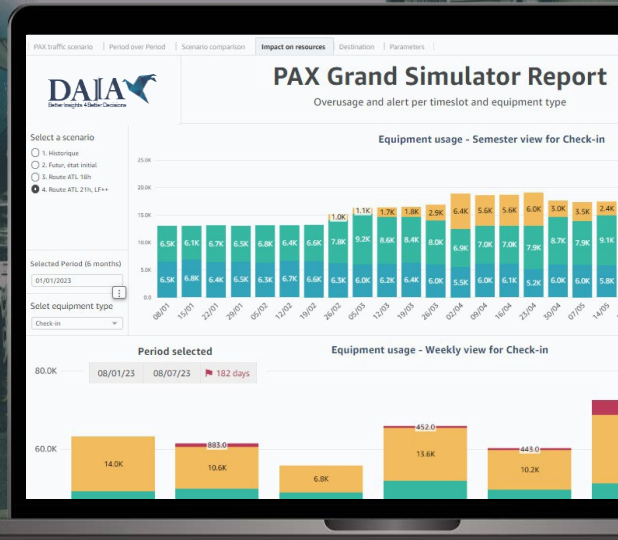 PAX traffic scenario | Period over Period | Scenario comparison | Impact on resources | Destination | Parameters
DAIA
Better Insights 4 Better Decisions
PAX Grand Simulator Report
Overusage and alert per timeslot and equipment type
Select a scenario
1. Historique
2. Futur, état initial
3. Route ATL 18h
4. Route ATL 21h, LF++
Selected Period (6 months)
01/01/2023
Selet equipment type
Check-in
Equipment usage - Semester view for Check-in
25.0K
20.0K
15.0K
10.0K
5.0K
0.0
1.0K 1.1K 1.7K 1.8K 2.9K 6.4K 5.6K 5.6K 6.0K 3.0K 3.5K 2.4K
6.5K 6.1K 6.7K 6.5K 6.8K 6.4K 6.6K 7.8K 9.2K 8.6K 8.4K 8.0K 6.9K 7.0K 7.0K 7.9K 8.7K 7.9K 9.1K
6.5K 6.8K 6.4K 6.5K 6.3K 6.7K 6.6K 6.3K 6.0K 6.2K 6.4K 6.0K 5.5K 6.0K 6.1K 5.2K 6.0K 6.0K 5.8K
08/01 15/01 22/01 29/01 05/02 12/02 19/02 26/02 05/03 12/03 19/03 26/03 02/04 09/04 16/04 23/04 30/04 07/05 14/05
Period selected
08/01/23 08/07/23 182 days
Equipment usage - Weekly view for Check-in
80.0K
60.0K
14.0K
883.0
10.6K
6.8K
452.0
13.6K
443.0
10.2K